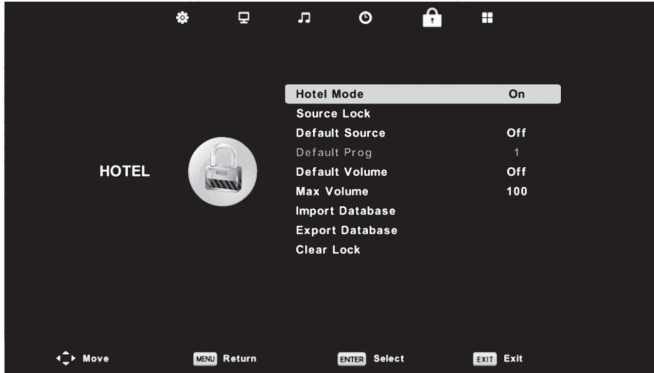 HOTEL
Hotel Mode On
Source Lock
Default Source Off
Default Prog 1
Default Volume Off
Max Volume 100
Import Database
Export Database
Clear Lock
Move MENU Return ENTER Select EXIT Exit